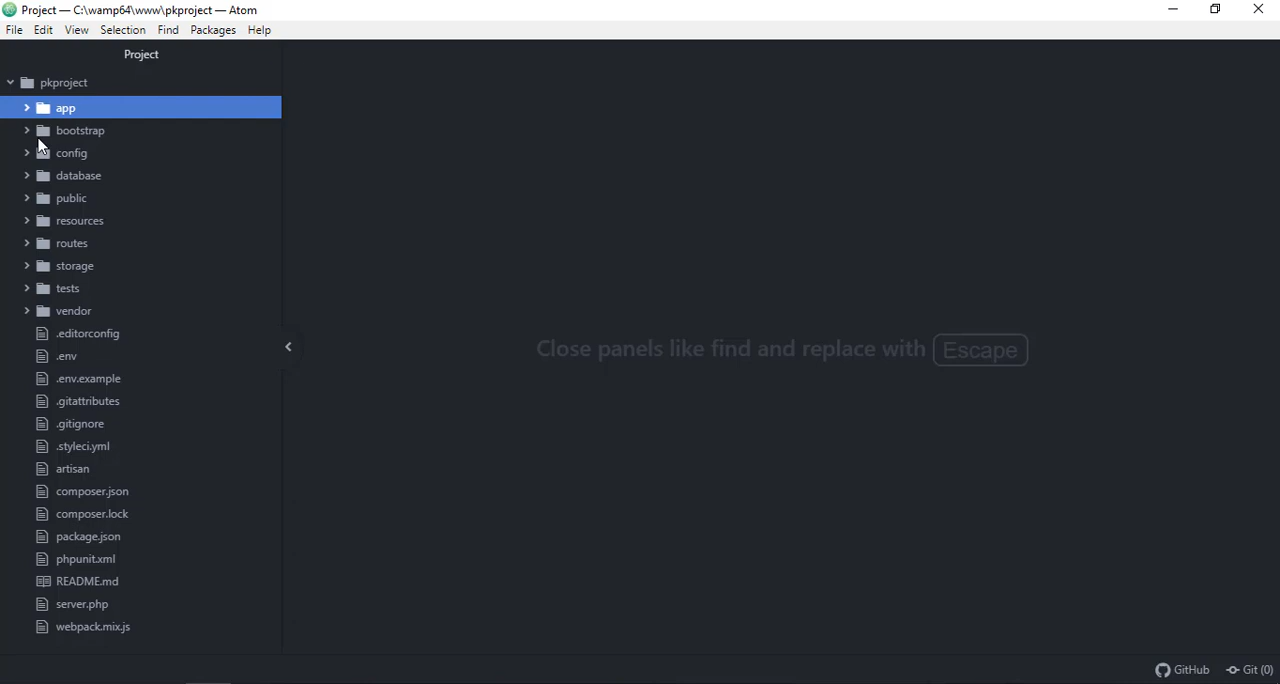 Project — C:\wamp64\www\pkproject — Atom
File Edit View Selection Find Packages Help
Project
pkproject
app
bootstrap
config
database
public
resources
routes
storage
tests
vendor
.editorconfig
.env
.env.example
.gitattributes
.gitignore
.styleci.yml
artisan
composer.json
composer.lock
package.json
phpunit.xml
README.md
server.php
webpack.mix.js
Close panels like find and replace with Escape
GitHub Git (0)